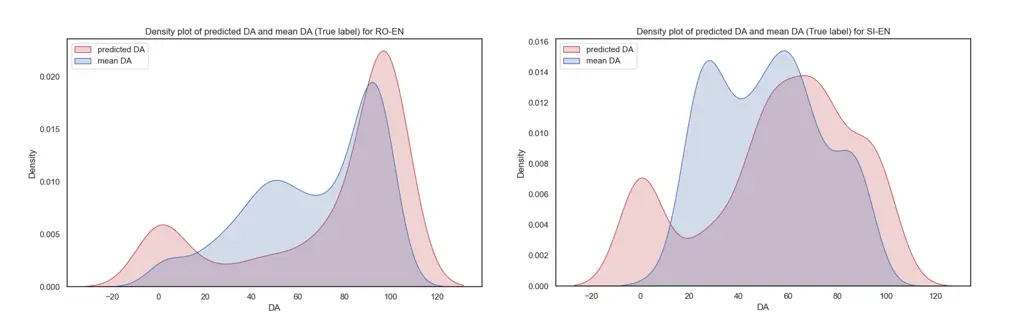 Density plot of predicted DA and mean DA (True label) for RO-EN
predicted DA
mean DA
0.020
0.015
0.010
0.005
0.000
Density
−20 0 20 40 60 80 100 120
DA
Density plot of predicted DA and mean DA (True label) for SI-EN
predicted DA
mean DA
0.016
0.014
0.012
0.010
0.008
0.006
0.004
0.002
0.000
Density
−20 0 20 40 60 80 100 120
DA